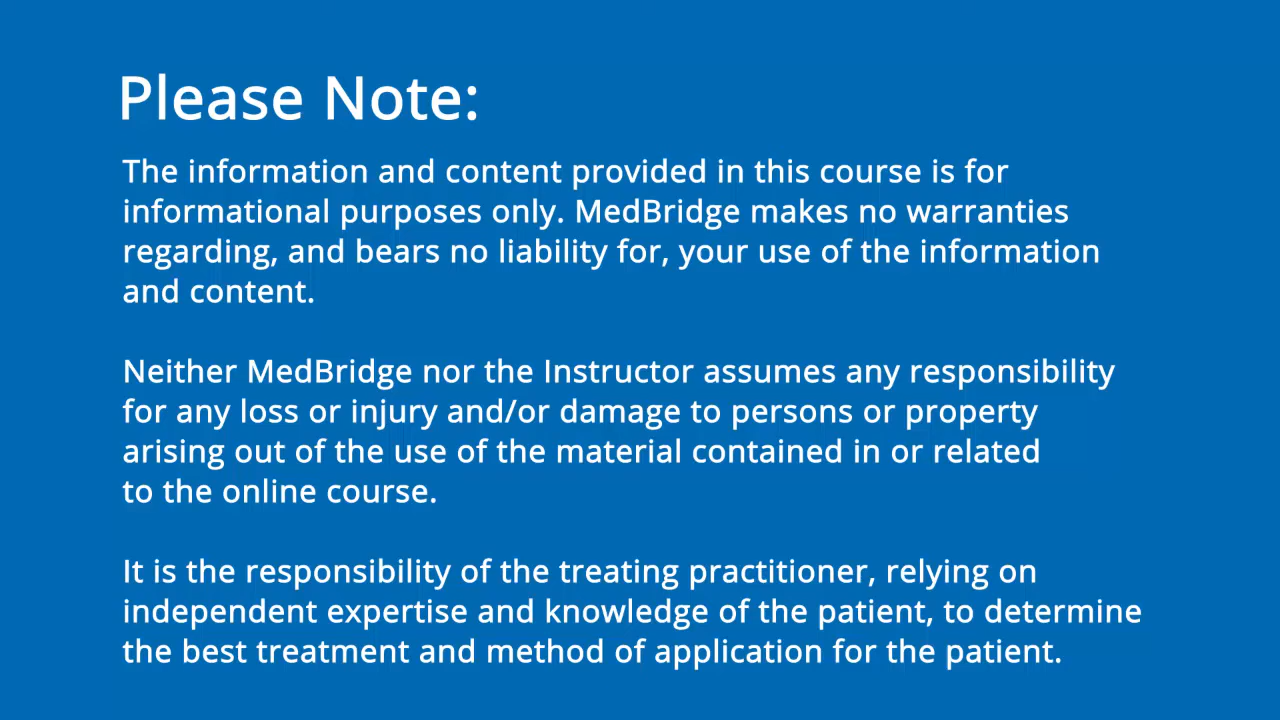 Please Note:
The information and content provided in this course is for
informational purposes only. MedBridge makes no warranties
regarding, and bears no liability for, your use of the information
and content.
Neither MedBridge nor the Instructor assumes any responsibility
for any loss or injury and/or damage to persons or property
arising out of the use of the material contained in or related
to the online course.
It is the responsibility of the treating practitioner, relying on
independent expertise and knowledge of the patient, to determine
the best treatment and method of application for the patient.